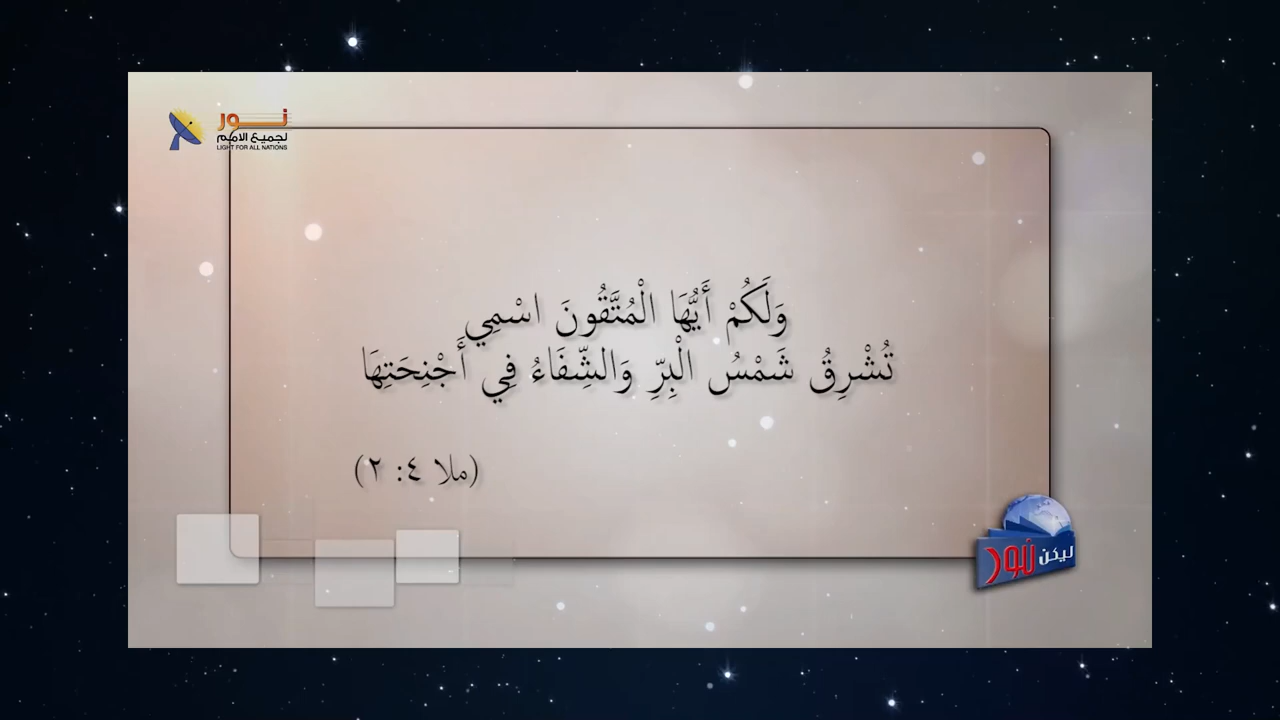 نور
لجميع الامم
LIGHT FOR ALL NATIONS
وَلَكُمْ أَيُّهَا الْمُتَّقُونَ اسْمِي
تُشْرِقُ شَمْسُ الْبِرِّ وَالشِّفَاءُ فِي أَجْنِحَتِهَا
(ملا ٤: ٢)
ليكن نور